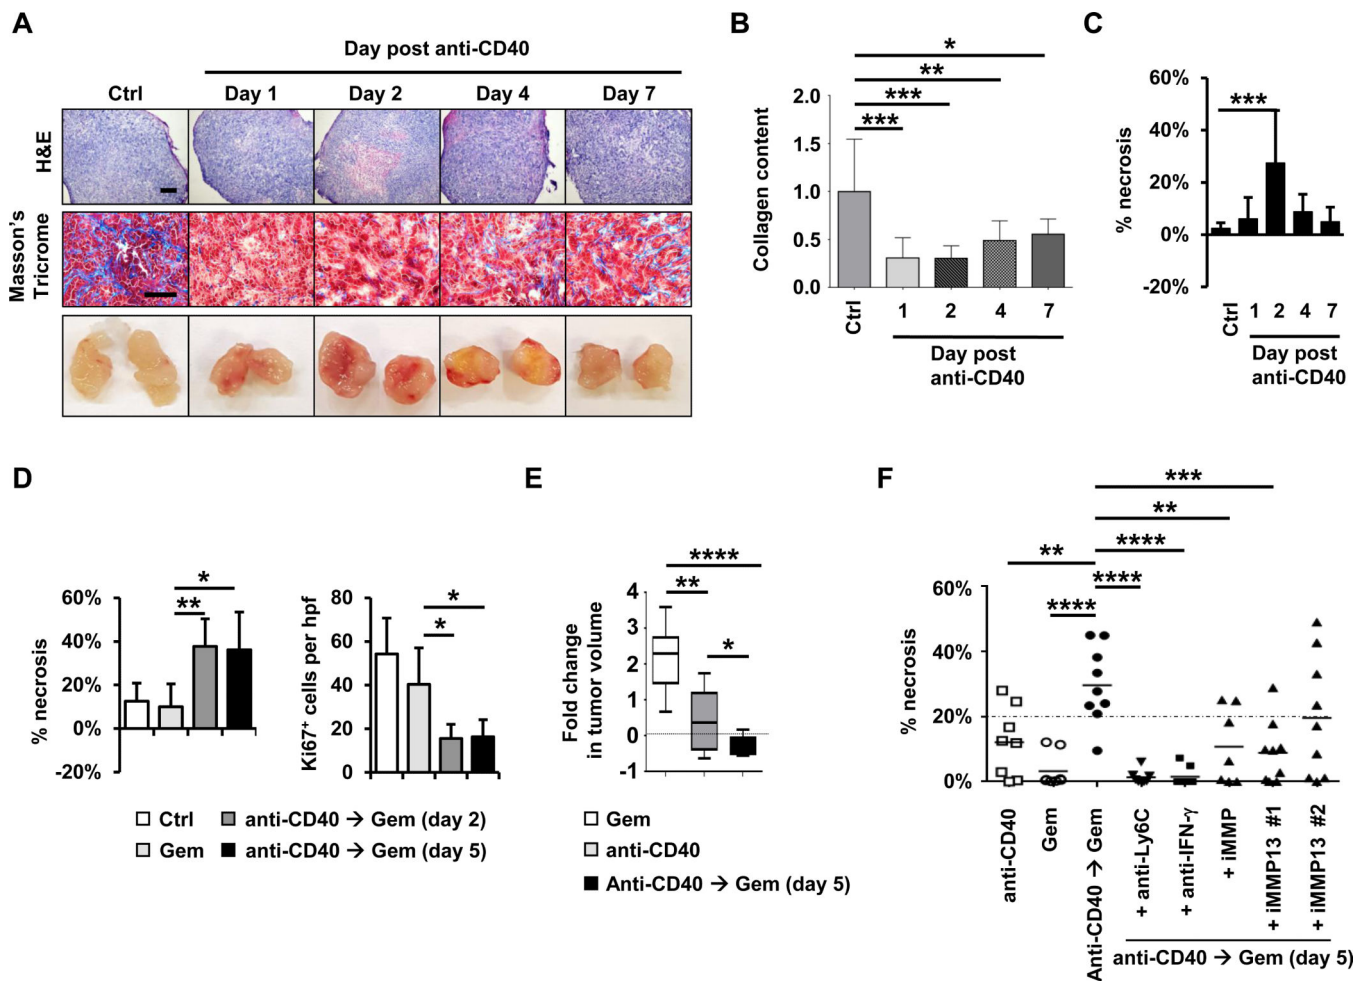 A
Day post anti-CD40
Ctrl
Day 1
Day 2
Day 4
Day 7
H&E
Masson's
Tricrome
B
*
**
***
***
Collagen content
2.0
1.5
1.0
0.5
0.0
Ctrl
1
2
4
7
Day post
anti-CD40
C
***
% necrosis
60%
40%
20%
0%
-20%
Ctrl
1
2
4
7
Day post
anti-CD40
D
*
**
% necrosis
60%
40%
20%
0%
-20%
*
*
Ki67+ cells per hpf
80
60
40
20
0
Ctrl
anti-CD40 → Gem (day 2)
Gem
anti-CD40 → Gem (day 5)
E
****
**
*
Fold change
in tumor volume
4
3
2
1
0
-1
Gem
anti-CD40
Anti-CD40 → Gem (day 5)
F
***
**
****
**
****
****
% necrosis
60%
40%
20%
0%
anti-CD40
Gem
Anti-CD40 → Gem
+ anti-Ly6C
+ anti-IFN-γ
+ iMMP
+ iMMP13 #1
+ iMMP13 #2
anti-CD40 → Gem (day 5)